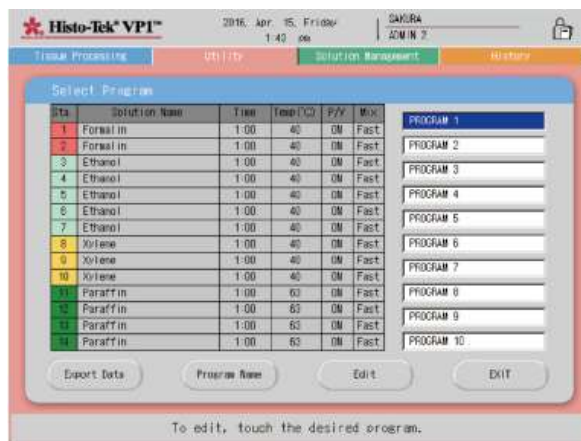 Histo-Tek® VP1™
2016, Apr. 15, Friday
1:43 pm
SAKURA
ADMIN 2
Tissue Processing
Utility
Solution Management
History
Select Program
Sta. Solution Name Time Temp(℃) P/V Mix
1 Formalin 1:00 40 ON Fast
2 Formalin 1:00 40 ON Fast
3 Ethanol 1:00 40 ON Fast
4 Ethanol 1:00 40 ON Fast
5 Ethanol 1:00 40 ON Fast
6 Ethanol 1:00 40 ON Fast
7 Ethanol 1:00 40 ON Fast
8 Xylene 1:00 40 ON Fast
9 Xylene 1:00 40 ON Fast
10 Xylene 1:00 40 ON Fast
11 Paraffin 1:00 63 ON Fast
12 Paraffin 1:00 63 ON Fast
13 Paraffin 1:00 63 ON Fast
14 Paraffin 1:00 63 ON Fast
PROGRAM 1
PROGRAM 2
PROGRAM 3
PROGRAM 4
PROGRAM 5
PROGRAM 6
PROGRAM 7
PROGRAM 8
PROGRAM 9
PROGRAM 10
Export Data
Program Name
Edit
EXIT
To edit, touch the desired program.